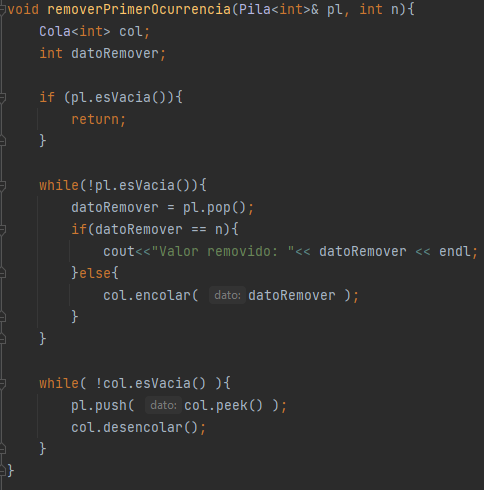 void removerPrimerOcurrencia(Pila<int>& pl, int n){
    Cola<int> col;
    int datoRemover;

    if (pl.esVacia()){
        return;
    }

    while(!pl.esVacia()){
        datoRemover = pl.pop();
        if(datoRemover == n){
            cout<<"Valor removido: "<< datoRemover << endl;
        }else{
            col.encolar( dato: datoRemover );
        }
    }

    while( !col.esVacia() ){
        pl.push( dato: col.peek() );
        col.desencolar();
    }
}